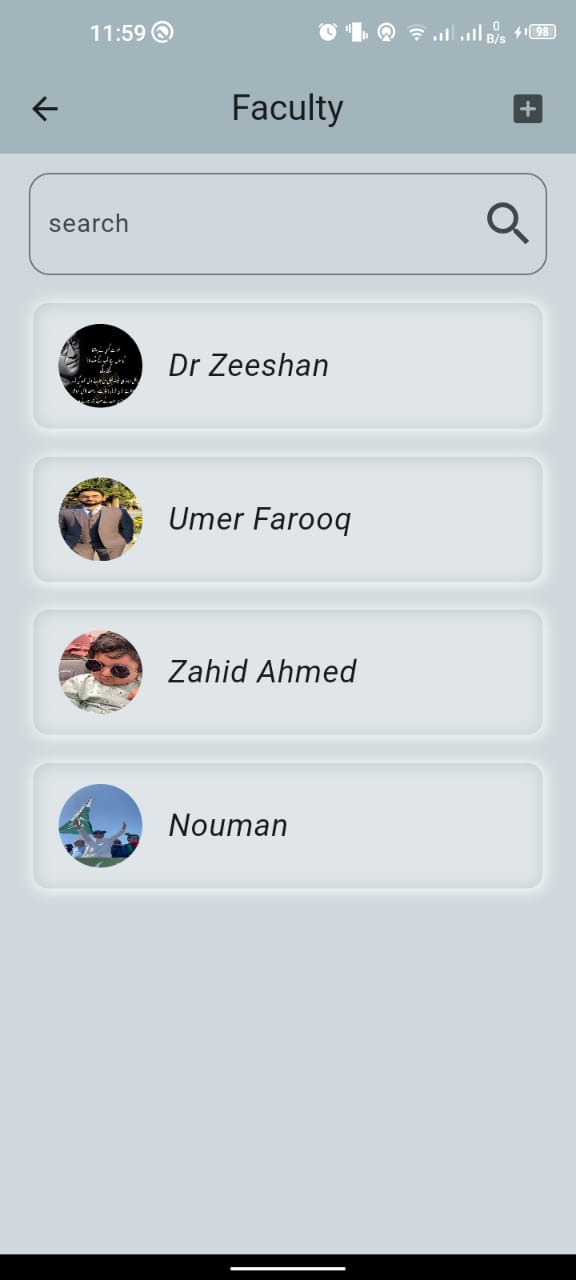 11:59
0
B/s
98
Faculty
search
Dr Zeeshan
Umer Farooq
Zahid Ahmed
Nouman